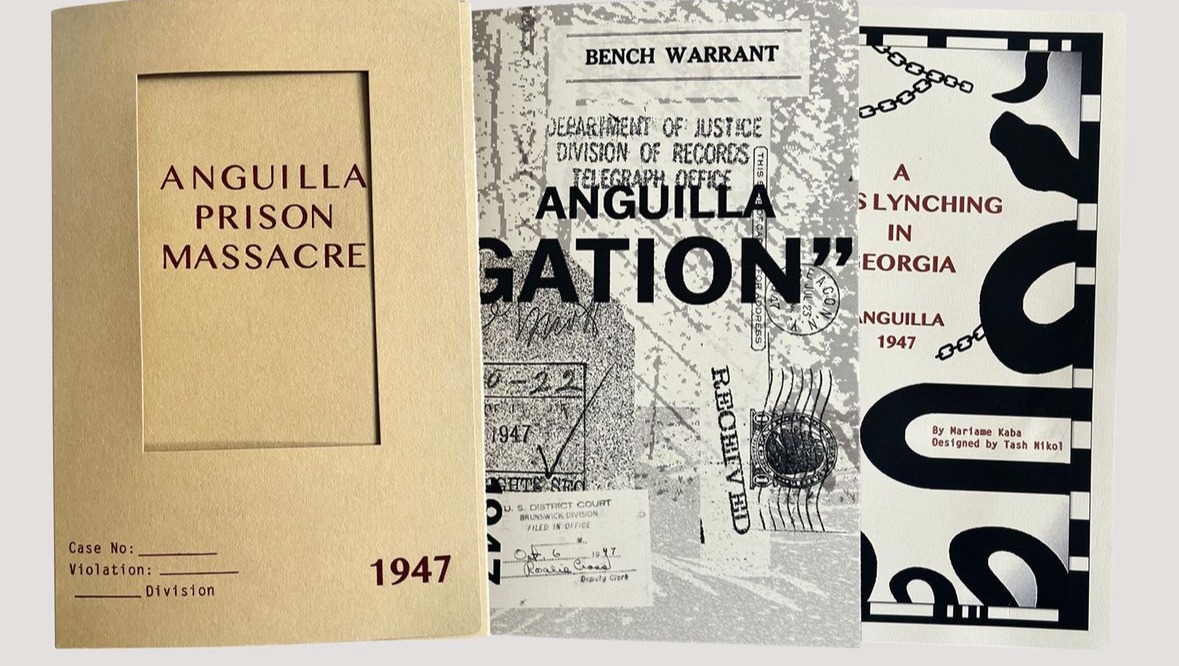 ANGUILLA
PRISON
MASSACRE
Case No:
Violation:
Division
1947
BENCH WARRANT
DEPARTMENT OF JUSTICE
DIVISION OF RECORDS
TELEGRAPH OFFICE
ANGUILLA
GATION”
-22
1947
RECEIVED
U. S. DISTRICT COURT
BRUNSWICK DIVISION
FILED IN OFFICE
M.
Oct. 6 1947
Deputy Clerk
1947
A
S LYNCHING
IN
EORGIA
ANGUILLA
1947
By Mariame Kaba
Designed by Tash Nikol